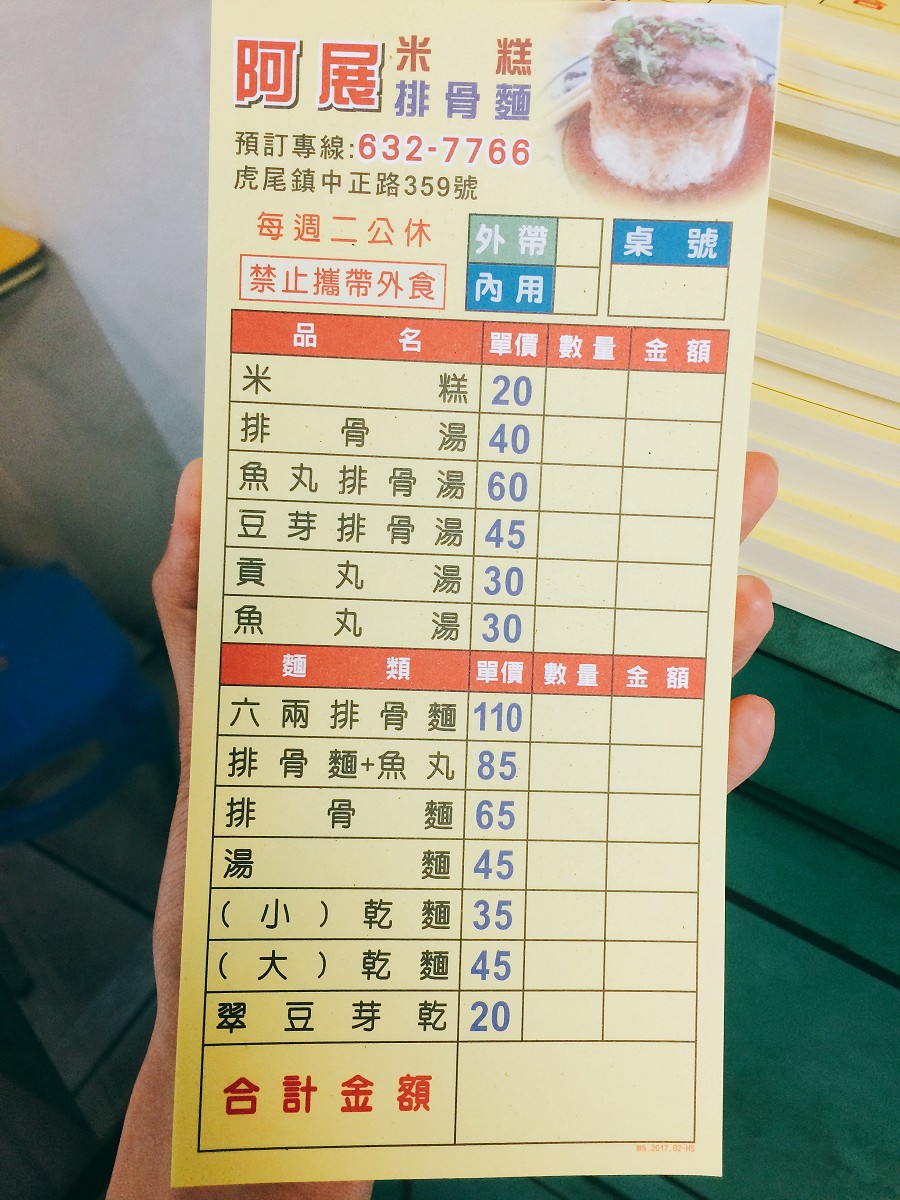 阿展 米糕
排骨麵
預訂專線:632-7766
虎尾鎮中正路359號
每週二公休
禁止攜帶外食
外帶
內用
桌號
品名 單價 數量 金額
米糕 20
排骨湯 40
魚丸排骨湯 60
豆芽排骨湯 45
貢丸湯 30
魚丸湯 30
麵類 單價 數量 金額
六兩排骨麵 110
排骨麵+魚丸 85
排骨麵 65
湯麵 45
(小)乾麵 35
(大)乾麵 45
翠豆芽乾 20
合計金額